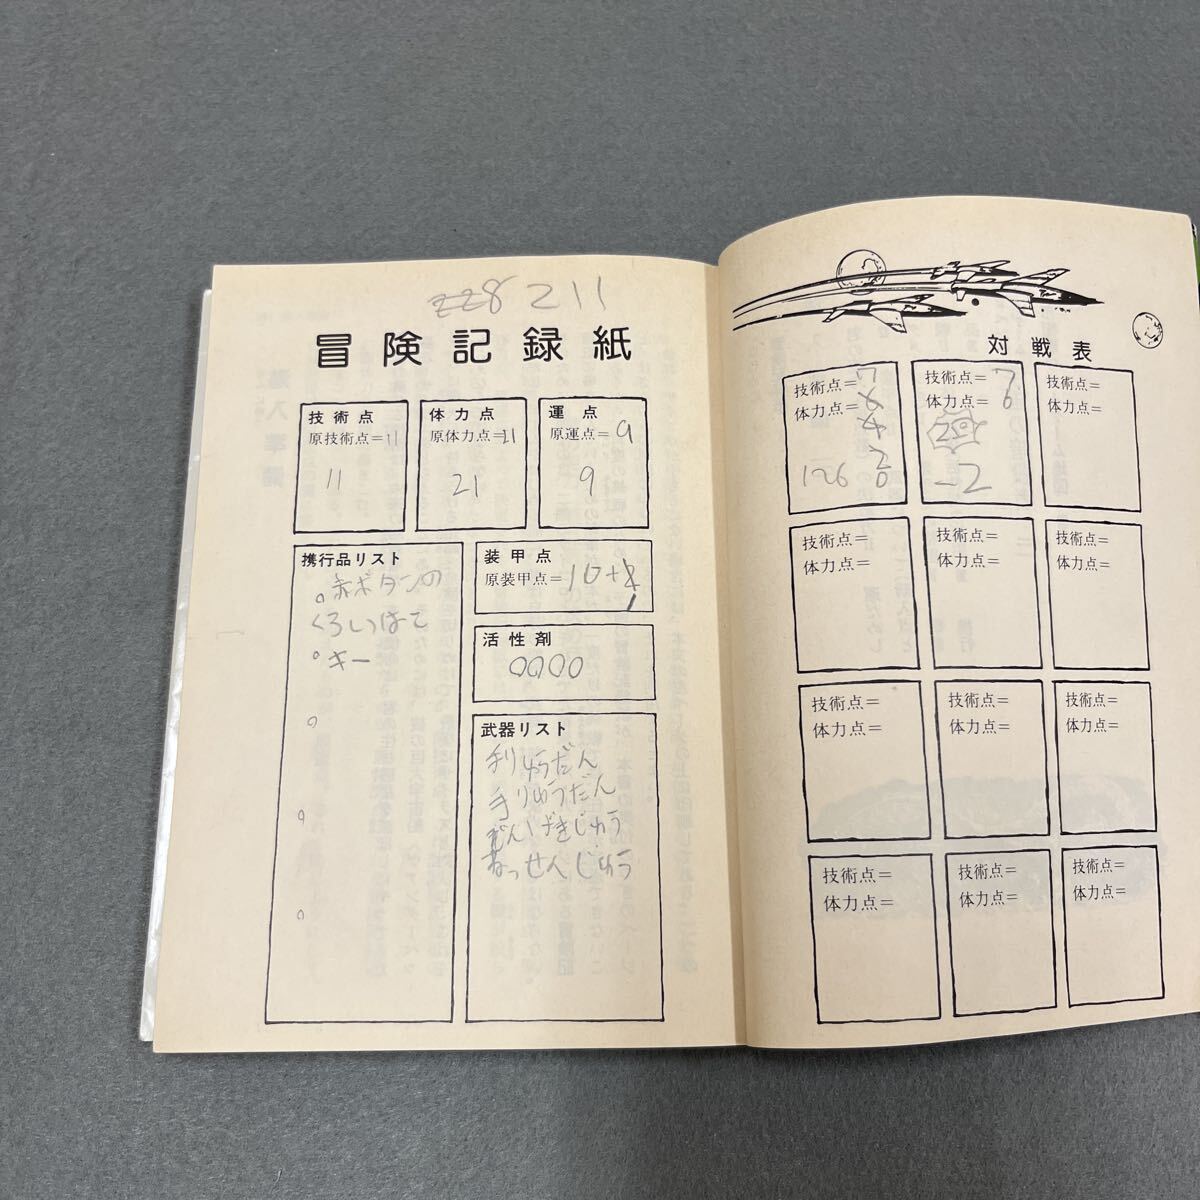 228 211
冒険記録紙
技術点
原技術点=11
11
体力点
原体力点=21
21
運点
原運点=9
9
携行品リスト
赤ボタンの
くろいはこ
キー
装甲点
原装甲点=10+
活性剤
0000
武器リスト
手りゅうだん
手りゅうだん
でんげきじゅう
ねっせんじゅう
対戦表
技術点=7
体力点=
126
技術点=7
体力点=6
技術点=
体力点=
技術点=
体力点=
技術点=
体力点=
技術点=
体力点=
技術点=
体力点=
技術点=
体力点=
技術点=
体力点=
技術点=
体力点=
技術点=
体力点=
技術点=
体力点=